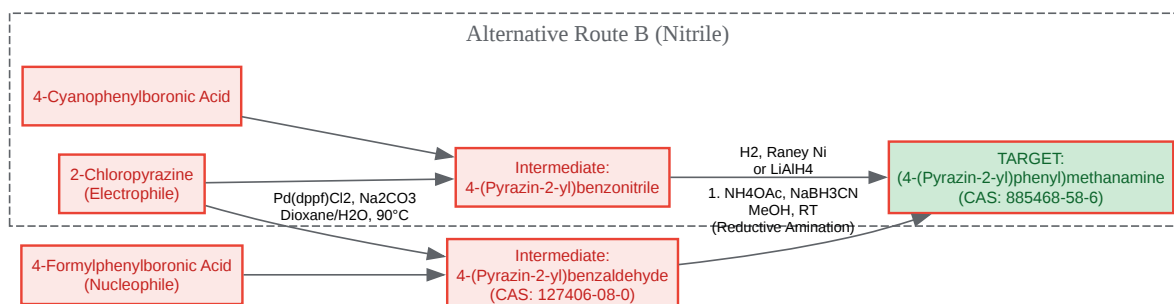 Alternative Route B (Nitrile)
4-Cyanophenylboronic Acid
2-Chloropyrazine
(Electrophile)
Intermediate:
4-(Pyrazin-2-yl)benzonitrile
H2, Raney Ni
or LiAlH4
TARGET:
(4-(Pyrazin-2-yl)phenyl)methanamine
(CAS: 885468-58-6)
Pd(dppf)Cl2, Na2CO3
Dioxane/H2O, 90°C
1. NH4OAc, NaBH3CN
MeOH, RT
(Reductive Amination)
4-Formylphenylboronic Acid
(Nucleophile)
Intermediate:
4-(Pyrazin-2-yl)benzaldehyde
(CAS: 127406-08-0)